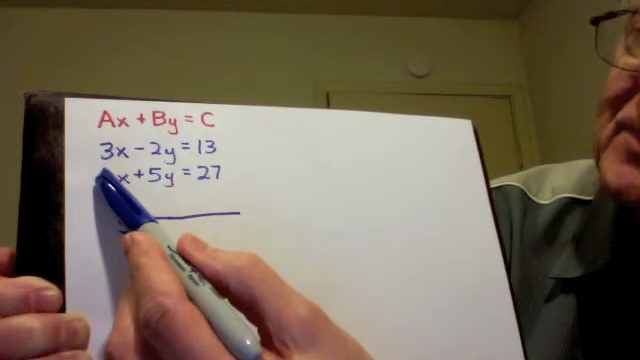 Ax + By = C
3x - 2y = 13
x + 5y = 27